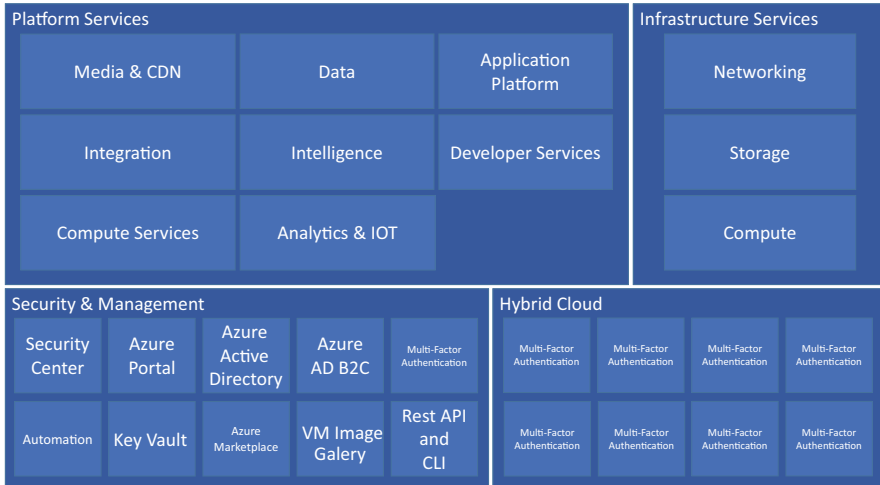 Platform Services
Media & CDN
Data
Application
Platform
Integration
Intelligence
Developer Services
Compute Services
Analytics & IOT
Infrastructure Services
Networking
Storage
Compute
Security & Management
Security
Center
Azure
Portal
Azure
Active
Directory
Azure
AD B2C
Multi-Factor
Authentication
Automation
Key Vault
Azure
Marketplace
VM Image
Galery
Rest API
and
CLI
Hybrid Cloud
Multi-Factor
Authentication
Multi-Factor
Authentication
Multi-Factor
Authentication
Multi-Factor
Authentication
Multi-Factor
Authentication
Multi-Factor
Authentication
Multi-Factor
Authentication
Multi-Factor
Authentication